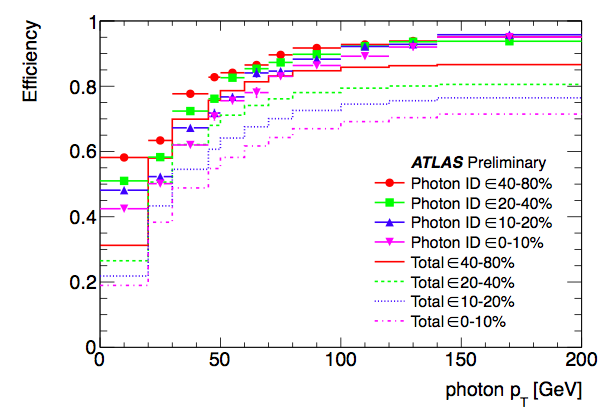 Efficiency
1
0.8
0.6
0.4
0.2
0
0
50
100
150
200
ATLAS Preliminary
Photon ID ∈40-80%
Photon ID ∈20-40%
Photon ID ∈10-20%
Photon ID ∈0-10%
Total ∈40-80%
Total ∈20-40%
Total ∈10-20%
Total ∈0-10%
photon pT [GeV]